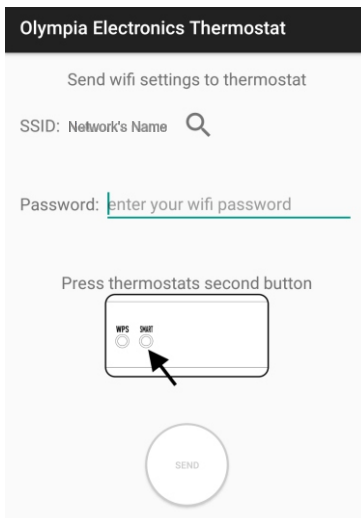 Olympia Electronics Thermostat
Send wifi settings to thermostat
SSID: Network's Name
Password: enter your wifi password
Press thermostats second button
WPS SMART
SEND